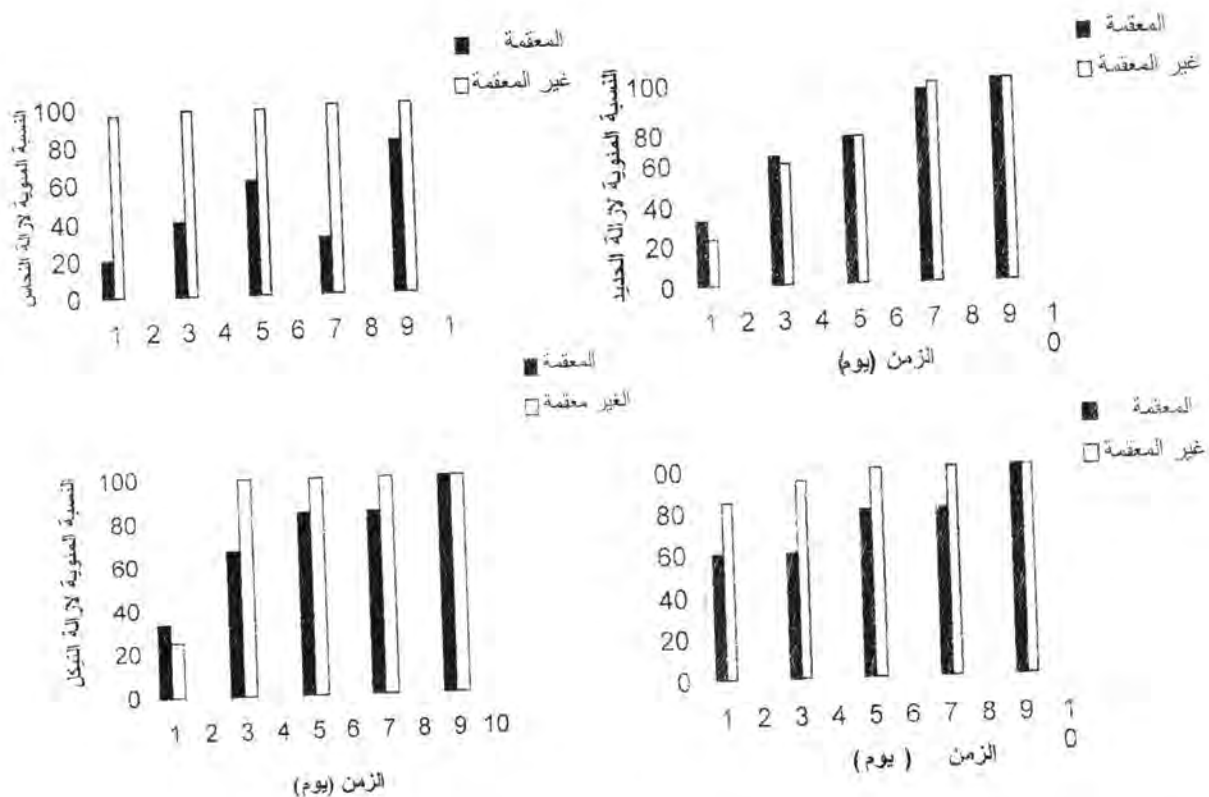 المعقمة
غير المعقمة
النسبة المئوية لازالة النحاس
100
80
60
40
20
0
1 2 3 4 5 6 7 8 9 1
المعقمة
غير المعقمة
النسبة المئوية لازالة الحديد
100
80
60
40
20
0
1 2 3 4 5 6 7 8 9 10
الزمن (يوم)
المعقمة
الغير معقمة
النسبة المئوية لازالة النيكل
100
80
60
40
20
0
1 2 3 4 5 6 7 8 9 10
الزمن (يوم)
المعقمة
غير المعقمة
00
80
60
40
20
0
1 2 3 4 5 6 7 8 9 10
الزمن ( يوم )